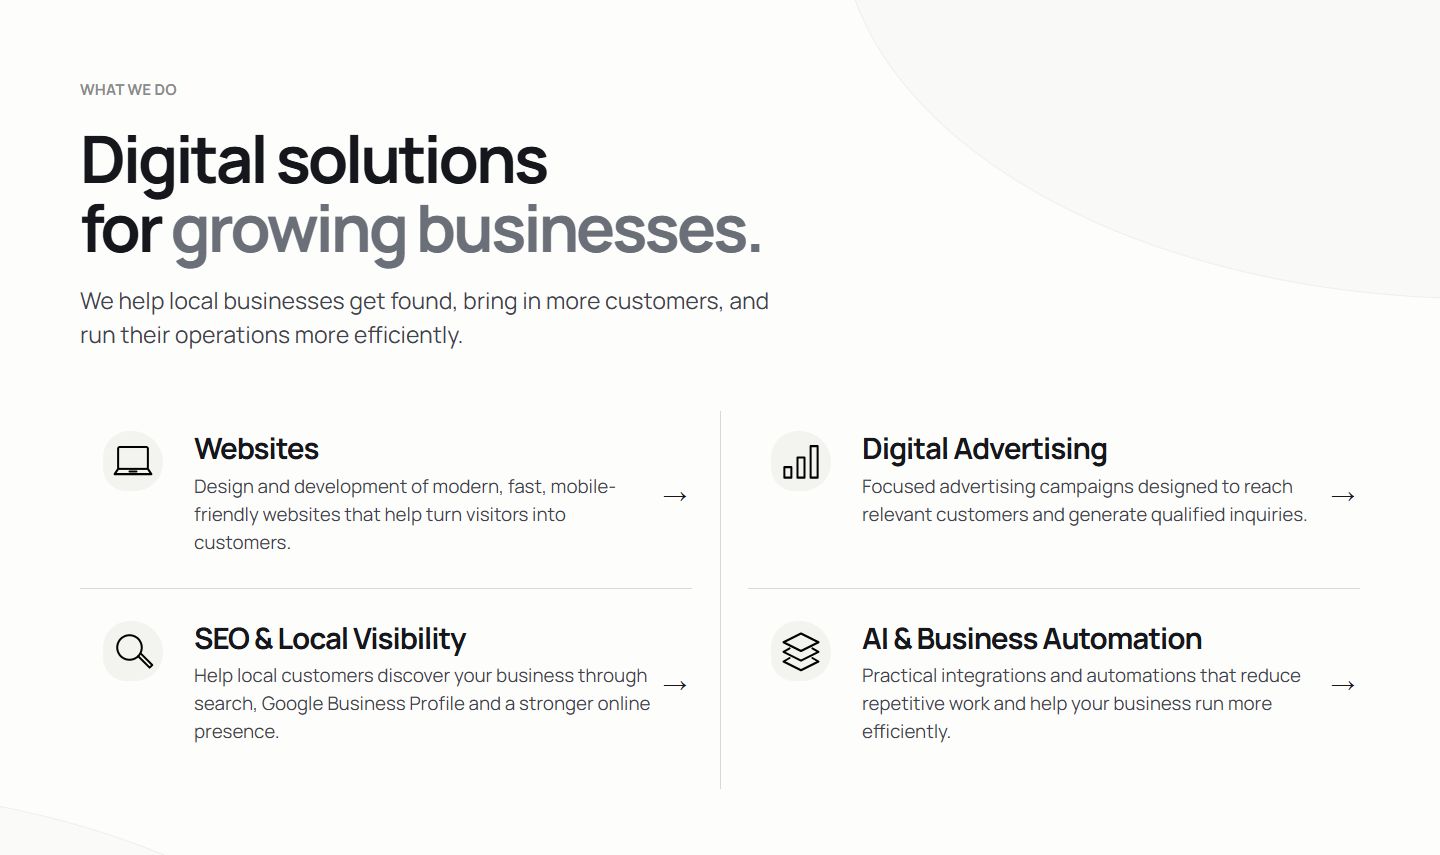 WHAT WE DO
Digital solutions
for growing businesses.
We help local businesses get found, bring in more customers, and
run their operations more efficiently.
Websites
Design and development of modern, fast, mobile-
friendly websites that help turn visitors into
customers.
→
Digital Advertising
Focused advertising campaigns designed to reach
relevant customers and generate qualified inquiries.
→
SEO & Local Visibility
Help local customers discover your business through
search, Google Business Profile and a stronger online
presence.
→
AI & Business Automation
Practical integrations and automations that reduce
repetitive work and help your business run more
efficiently.
→